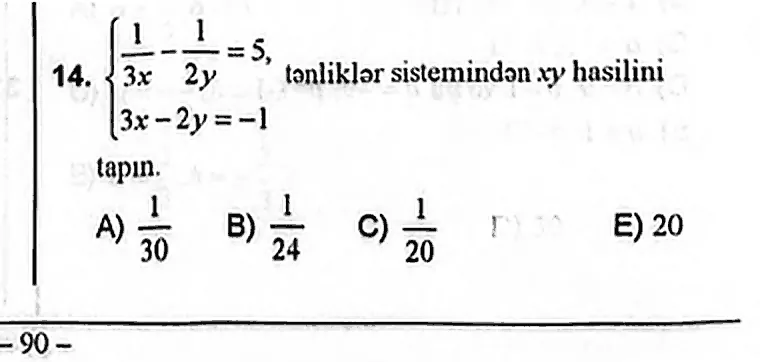 14. { 1/3x − 1/2y = 5, tənliklər sistemindən xy hasilini
3x − 2y = −1
tapın.
A) 1/30 B) 1/24 C) 1/20 E) 20
– 90 –